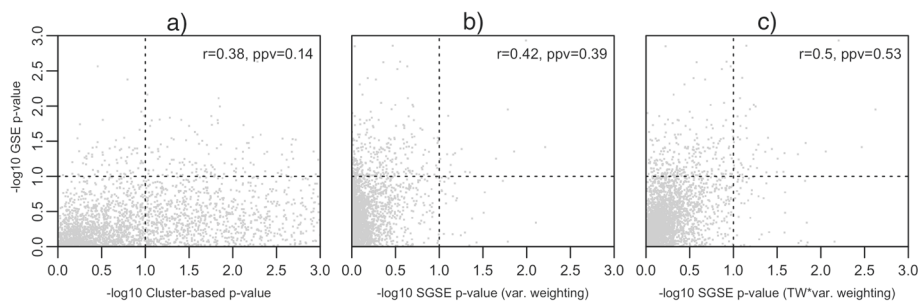 a) b) c)
r=0.38, ppv=0.14 r=0.42, ppv=0.39 r=0.5, ppv=0.53
-log10 GSE p-value
3.0
2.5
2.0
1.5
1.0
0.5
0.0
0.0 0.5 1.0 1.5 2.0 2.5 3.0 0.0 0.5 1.0 1.5 2.0 2.5 3.0 0.0 0.5 1.0 1.5 2.0 2.5 3.0
-log10 Cluster-based p-value -log10 SGSE p-value (var. weighting) -log10 SGSE p-value (TW*var. weighting)